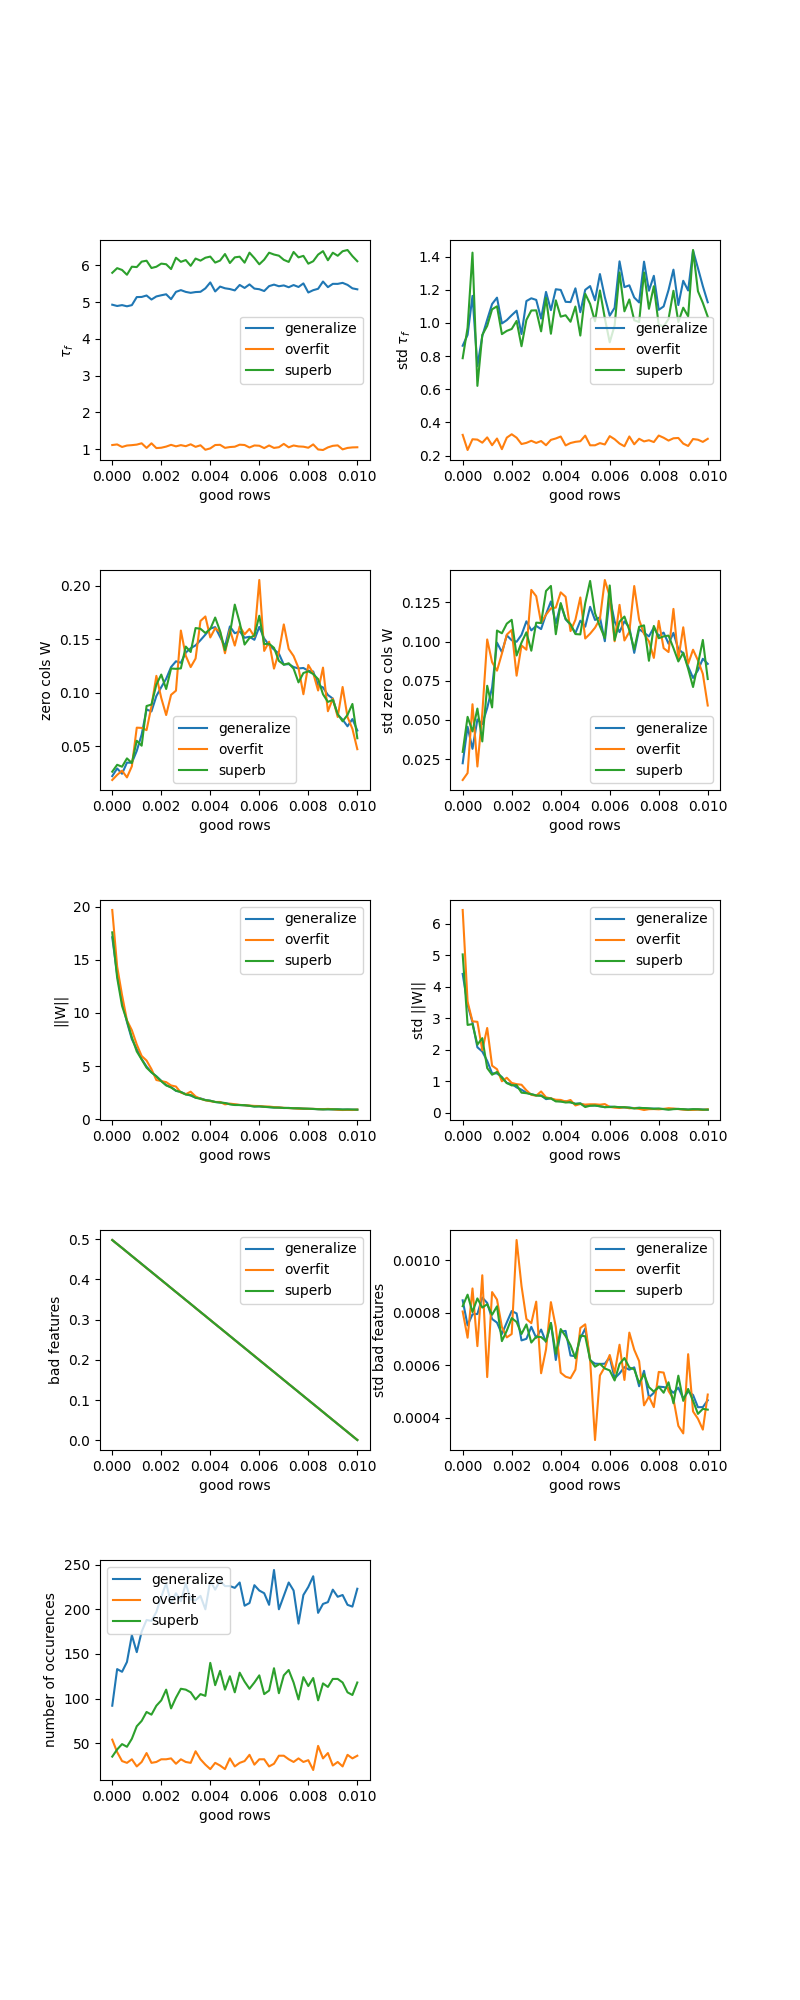 6
5
4
3
2
1
τf
generalize
overfit
superb
0.000 0.002 0.004 0.006 0.008 0.010
good rows
1.4
1.2
1.0
0.8
0.6
0.4
0.2
std τf
generalize
overfit
superb
0.000 0.002 0.004 0.006 0.008 0.010
good rows
0.20
0.15
0.10
0.05
zero cols W
generalize
overfit
superb
0.000 0.002 0.004 0.006 0.008 0.010
good rows
0.125
0.100
0.075
0.050
0.025
std zero cols W
generalize
overfit
superb
0.000 0.002 0.004 0.006 0.008 0.010
good rows
20
15
10
5
0
||W||
generalize
overfit
superb
0.000 0.002 0.004 0.006 0.008 0.010
good rows
6
5
4
3
2
1
0
std ||W||
generalize
overfit
superb
0.000 0.002 0.004 0.006 0.008 0.010
good rows
0.5
0.4
0.3
0.2
0.1
0.0
bad features
generalize
overfit
superb
0.000 0.002 0.004 0.006 0.008 0.010
good rows
0.0010
0.0008
0.0006
0.0004
std bad features
generalize
overfit
superb
0.000 0.002 0.004 0.006 0.008 0.010
good rows
250
200
150
100
50
number of occurences
generalize
overfit
superb
0.000 0.002 0.004 0.006 0.008 0.010
good rows